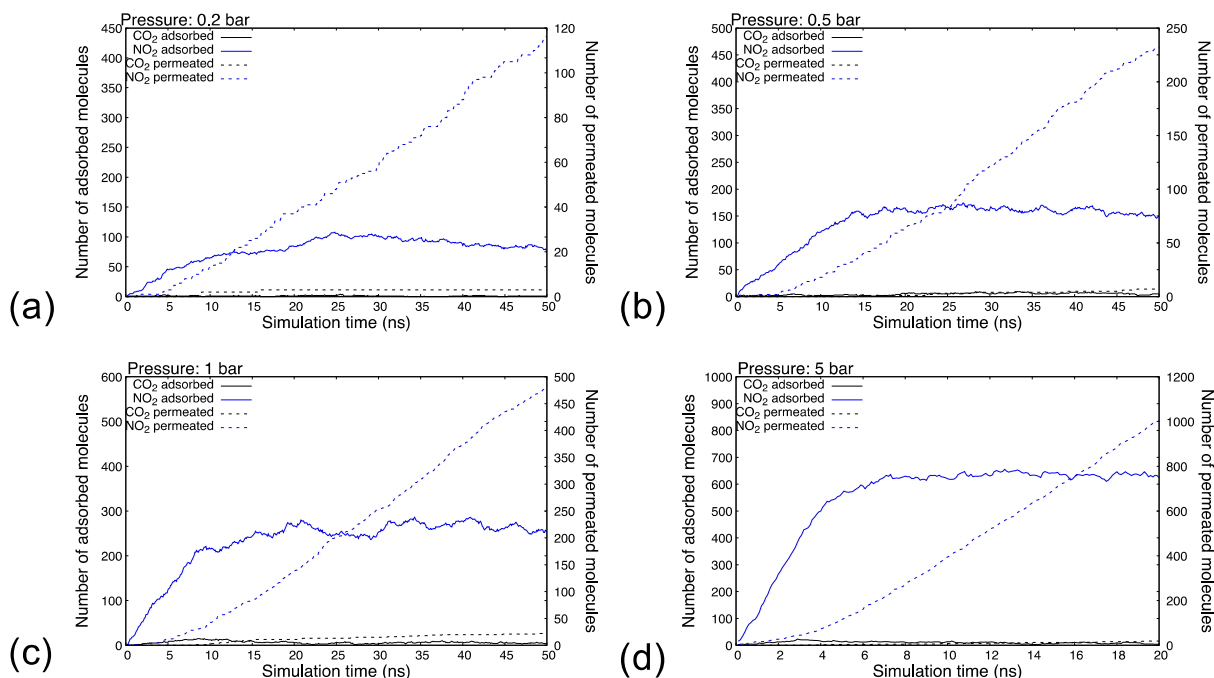 (a)
Pressure: 0.2 bar
CO2 adsorbed
NO2 adsorbed
CO2 permeated
NO2 permeated
Number of adsorbed molecules
450
400
350
300
250
200
150
100
50
0
0 5 10 15 20 25 30 35 40 45 50
Simulation time (ns)
120
100
80
60
40
20
0
Number of permeated molecules
(b)
Pressure: 0.5 bar
CO2 adsorbed
NO2 adsorbed
CO2 permeated
NO2 permeated
Number of adsorbed molecules
500
450
400
350
300
250
200
150
100
50
0
0 5 10 15 20 25 30 35 40 45 50
Simulation time (ns)
250
200
150
100
50
0
Number of permeated molecules
(c)
Pressure: 1 bar
CO2 adsorbed
NO2 adsorbed
CO2 permeated
NO2 permeated
Number of adsorbed molecules
600
500
400
300
200
100
0
0 5 10 15 20 25 30 35 40 45 50
Simulation time (ns)
500
450
400
350
300
250
200
150
100
50
0
Number of permeated molecules
(d)
Pressure: 5 bar
CO2 adsorbed
NO2 adsorbed
CO2 permeated
NO2 permeated
Number of adsorbed molecules
1000
900
800
700
600
500
400
300
200
100
0
0 2 4 6 8 10 12 14 16 18 20
Simulation time (ns)
1200
1000
800
600
400
200
0
Number of permeated molecules